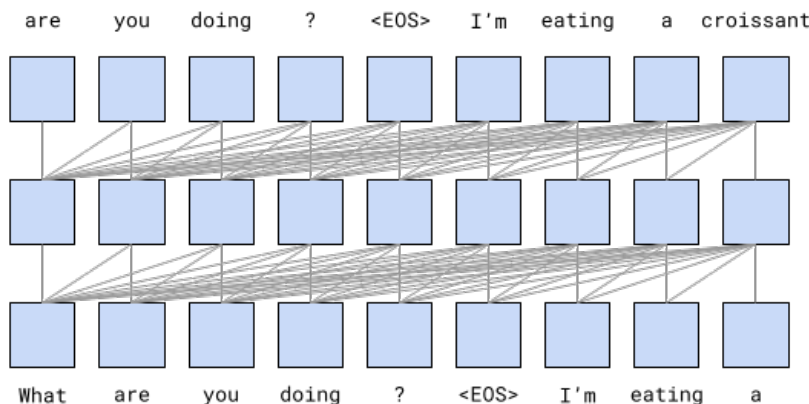 are you doing ? <EOS> I'm eating a croissant
What are you doing ? <EOS> I'm eating a